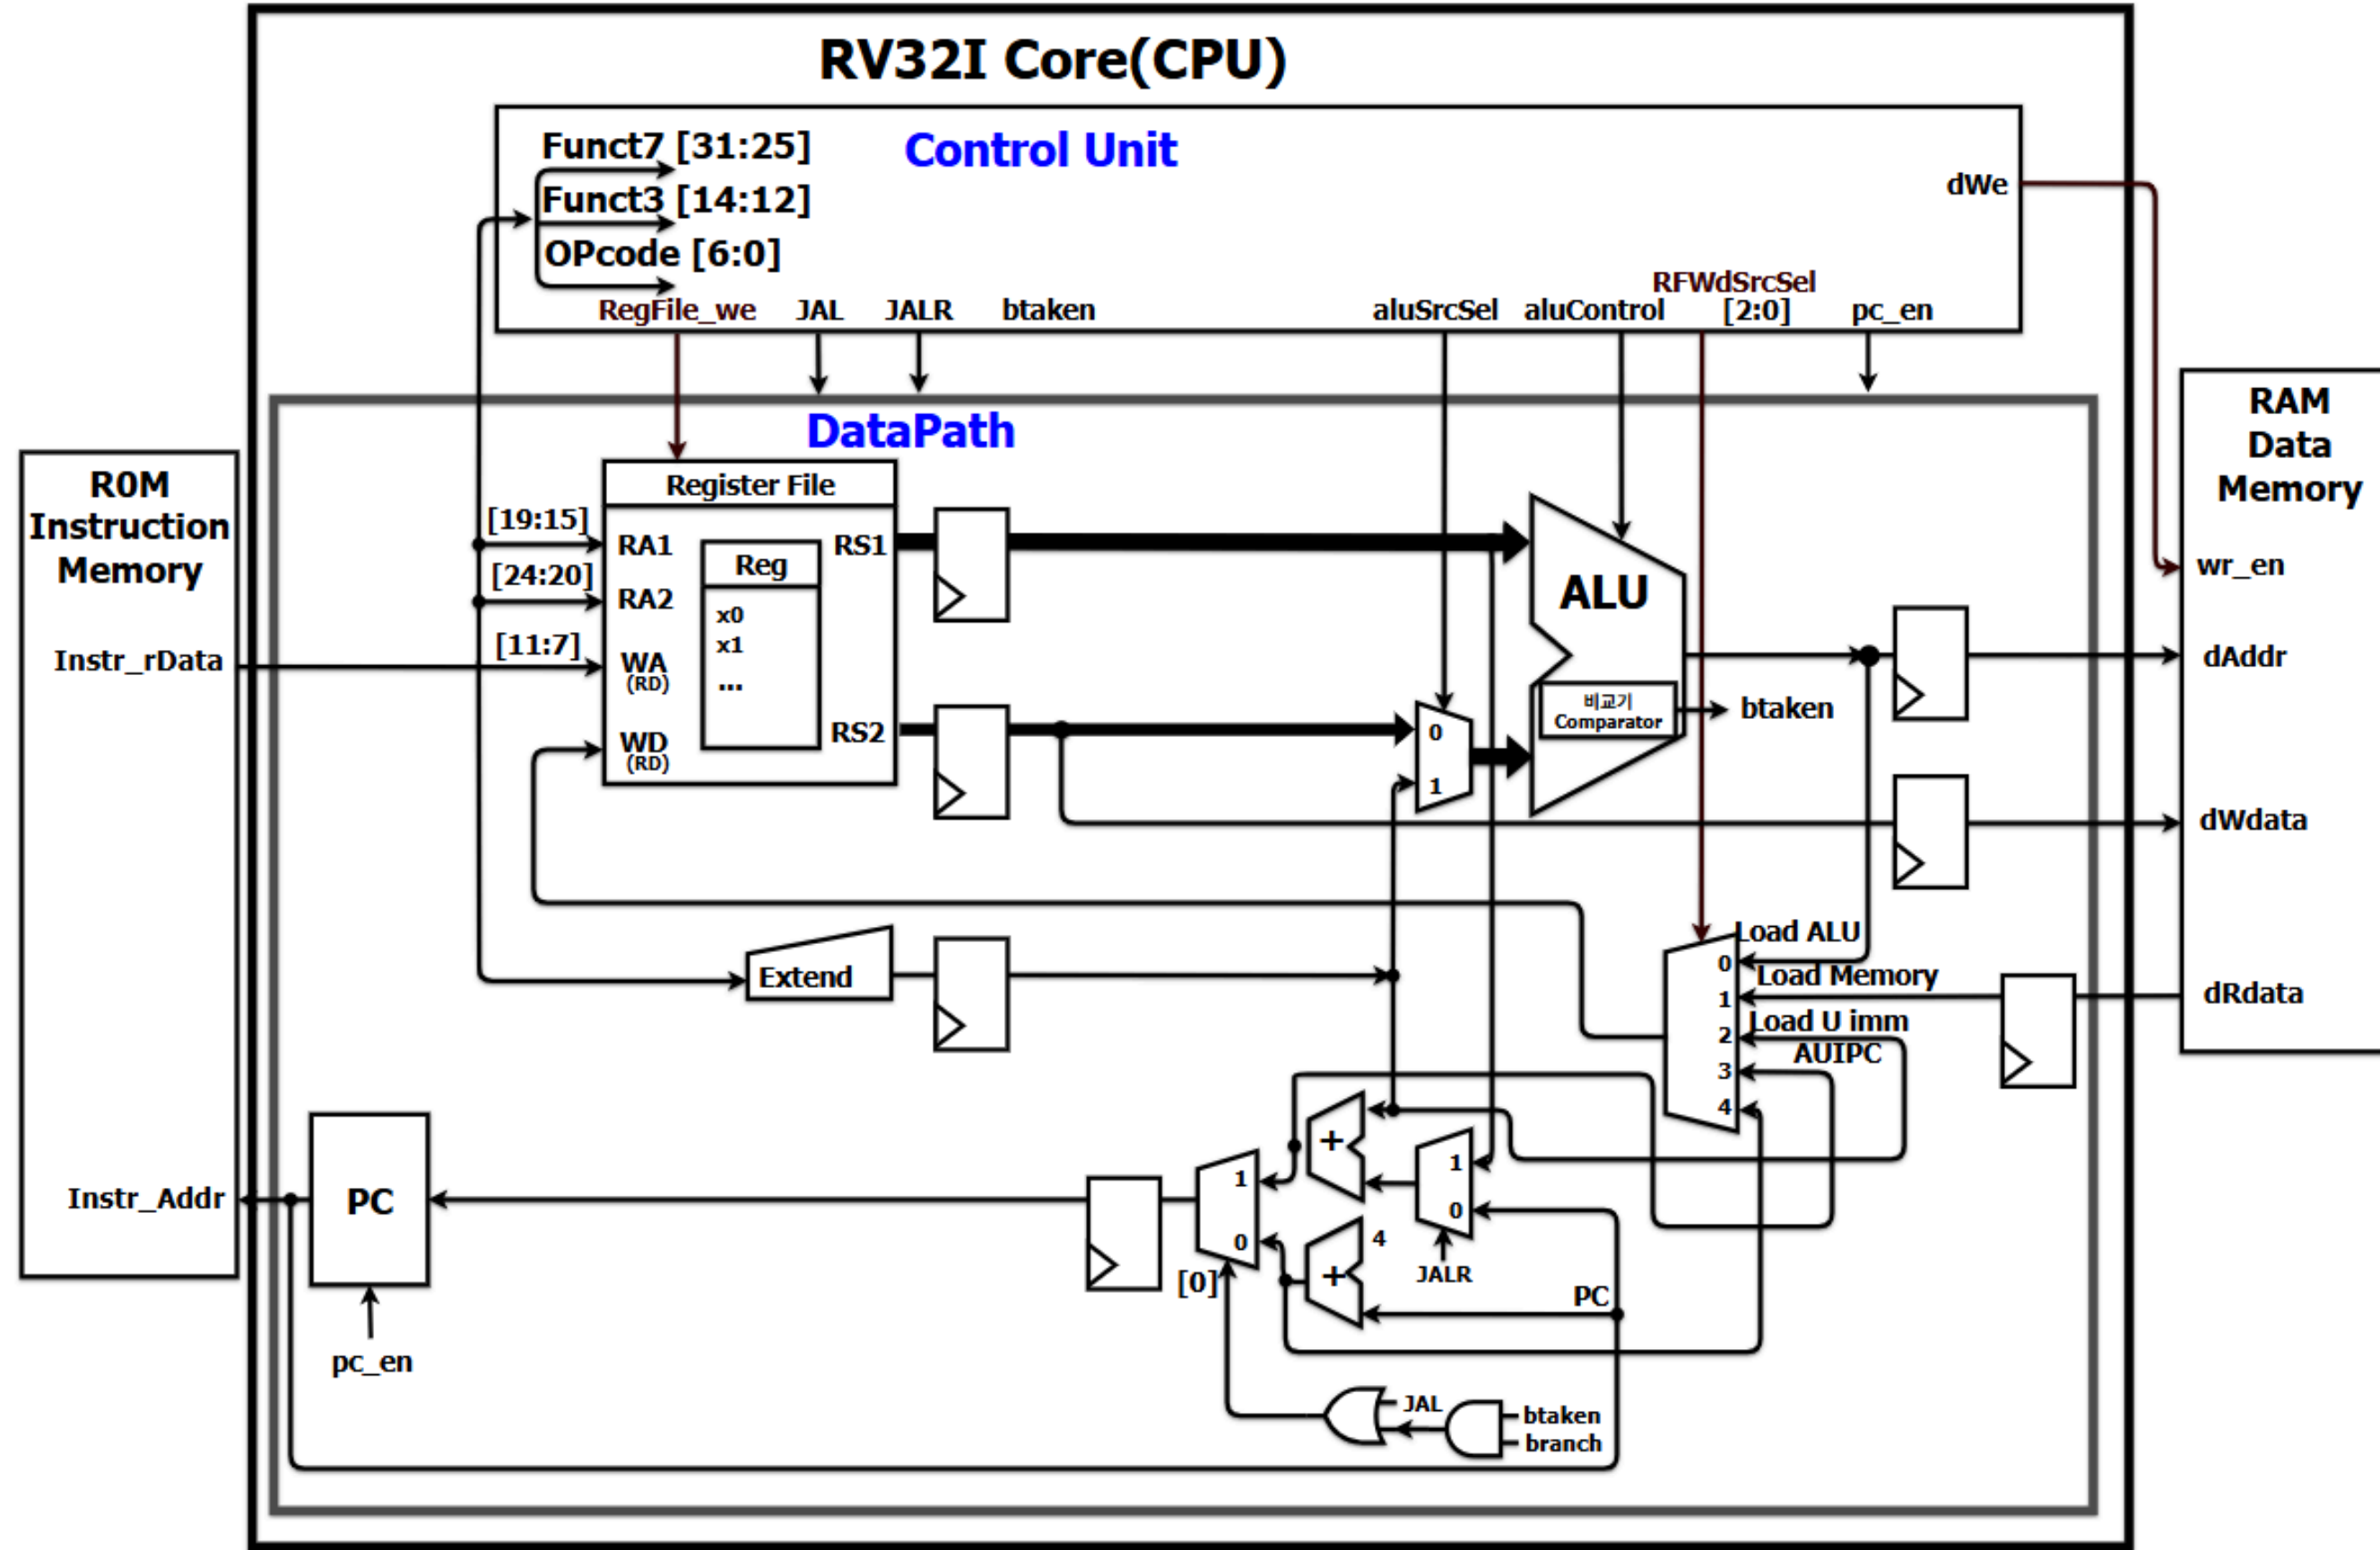 RV32I Core(CPU)
Control Unit
Funct7 [31:25]
Funct3 [14:12]
OPcode [6:0]
dWe
RegFile_we
JAL
JALR
btaken
aluSrcSel
aluControl
RFWdSrcSel
[2:0]
pc_en
DataPath
R0M
Instruction
Memory
Instr_rData
Instr_Addr
[19:15]
[24:20]
[11:7]
Register File
RA1
RA2
WA
(RD)
WD
(RD)
Reg
x0
x1
...
RS1
RS2
0
1
ALU
비교기
Comparator
btaken
RAM
Data
Memory
wr_en
dAddr
dWdata
dRdata
Extend
Load ALU
0
Load Memory
1
Load U imm
2
AUIPC
3
4
PC
pc_en
1
0
[0]
+
+
4
1
0
JALR
PC
JAL
btaken
branch